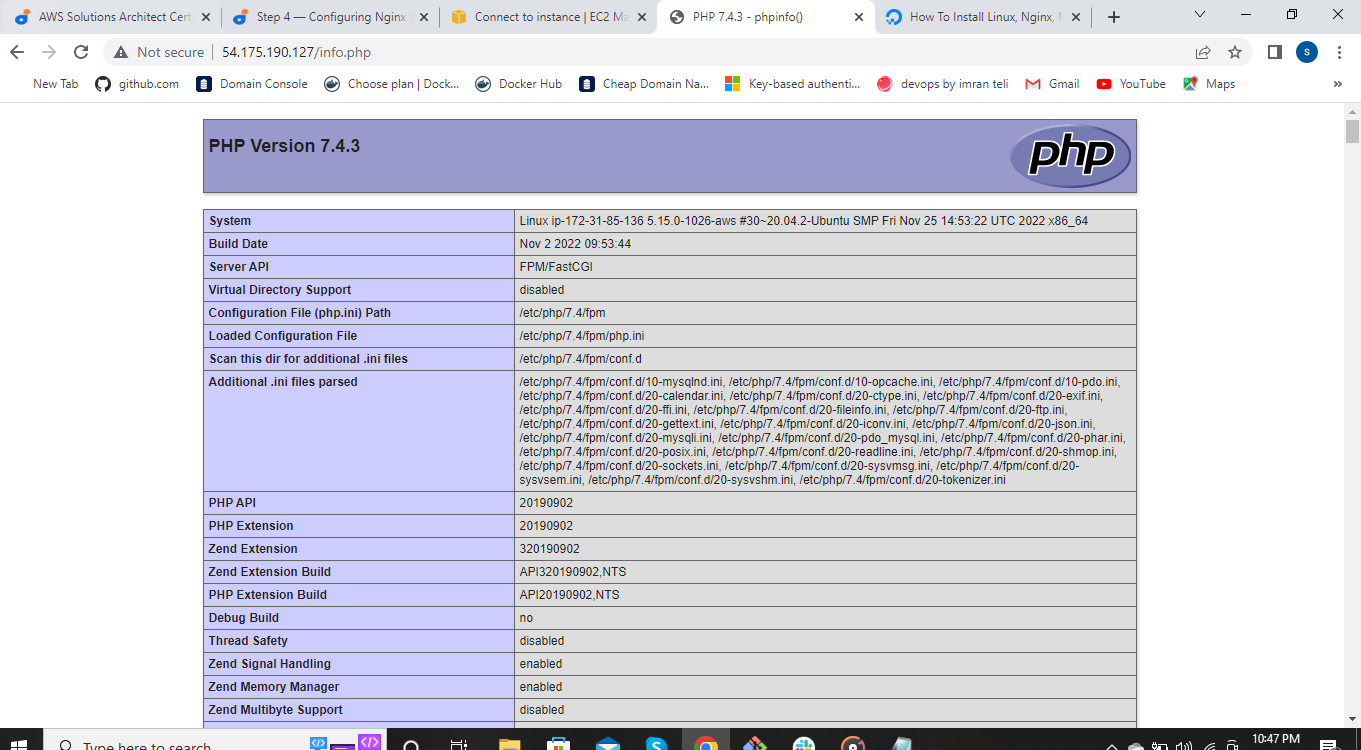 AWS Solutions Architect Cert
Step 4 — Configuring Nginx
Connect to instance | EC2 Ma
PHP 7.4.3 - phpinfo()
How To Install Linux, Nginx,
Not secure
54.175.190.127/info.php
S
New Tab
github.com
Domain Console
Choose plan | Dock...
Docker Hub
Cheap Domain Na...
Key-based authenti...
devops by imran teli
Gmail
YouTube
Maps
»
PHP Version 7.4.3
php
System Linux ip-172-31-85-136 5.15.0-1026-aws #30~20.04.2-Ubuntu SMP Fri Nov 25 14:53:22 UTC 2022 x86_64
Build Date Nov 2 2022 09:53:44
Server API FPM/FastCGI
Virtual Directory Support disabled
Configuration File (php.ini) Path /etc/php/7.4/fpm
Loaded Configuration File /etc/php/7.4/fpm/php.ini
Scan this dir for additional .ini files /etc/php/7.4/fpm/conf.d
Additional .ini files parsed /etc/php/7.4/fpm/conf.d/10-mysqlnd.ini, /etc/php/7.4/fpm/conf.d/10-opcache.ini, /etc/php/7.4/fpm/conf.d/10-pdo.ini,
/etc/php/7.4/fpm/conf.d/20-calendar.ini, /etc/php/7.4/fpm/conf.d/20-ctype.ini, /etc/php/7.4/fpm/conf.d/20-exif.ini,
/etc/php/7.4/fpm/conf.d/20-ffi.ini, /etc/php/7.4/fpm/conf.d/20-fileinfo.ini, /etc/php/7.4/fpm/conf.d/20-ftp.ini,
/etc/php/7.4/fpm/conf.d/20-gettext.ini, /etc/php/7.4/fpm/conf.d/20-iconv.ini, /etc/php/7.4/fpm/conf.d/20-json.ini,
/etc/php/7.4/fpm/conf.d/20-mysqli.ini, /etc/php/7.4/fpm/conf.d/20-pdo_mysql.ini, /etc/php/7.4/fpm/conf.d/20-phar.ini,
/etc/php/7.4/fpm/conf.d/20-posix.ini, /etc/php/7.4/fpm/conf.d/20-readline.ini, /etc/php/7.4/fpm/conf.d/20-shmop.ini,
/etc/php/7.4/fpm/conf.d/20-sockets.ini, /etc/php/7.4/fpm/conf.d/20-sysvmsg.ini, /etc/php/7.4/fpm/conf.d/20-
sysvsem.ini, /etc/php/7.4/fpm/conf.d/20-sysvshm.ini, /etc/php/7.4/fpm/conf.d/20-tokenizer.ini
PHP API 20190902
PHP Extension 20190902
Zend Extension 320190902
Zend Extension Build API320190902,NTS
PHP Extension Build API20190902,NTS
Debug Build no
Thread Safety disabled
Zend Signal Handling enabled
Zend Memory Manager enabled
Zend Multibyte Support disabled
Type here to search
10:47 PM